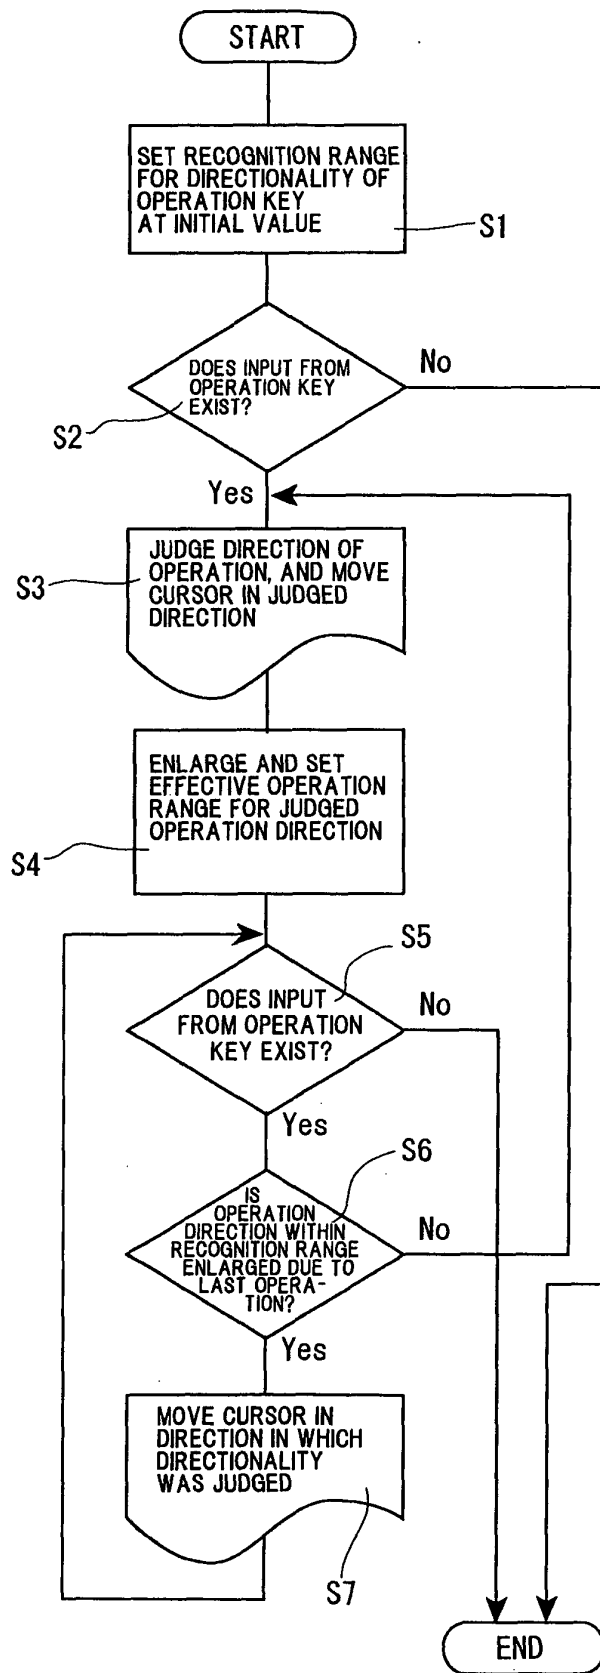 START
SET RECOGNITION RANGE
FOR DIRECTIONALITY OF
OPERATION KEY
AT INITIAL VALUE
S1
DOES INPUT FROM
OPERATION KEY
EXIST?
No
S2
Yes
JUDGE DIRECTION OF
OPERATION, AND MOVE
CURSOR IN JUDGED
DIRECTION
S3
ENLARGE AND SET
EFFECTIVE OPERATION
RANGE FOR JUDGED
OPERATION DIRECTION
S4
S5
DOES INPUT
FROM OPERATION
KEY EXIST?
No
Yes
S6
IS
OPERATION
DIRECTION WITHIN
RECOGNITION RANGE
ENLARGED DUE TO
LAST OPERA-
TION?
No
Yes
MOVE CURSOR IN
DIRECTION IN WHICH
DIRECTIONALITY
WAS JUDGED
S7
END